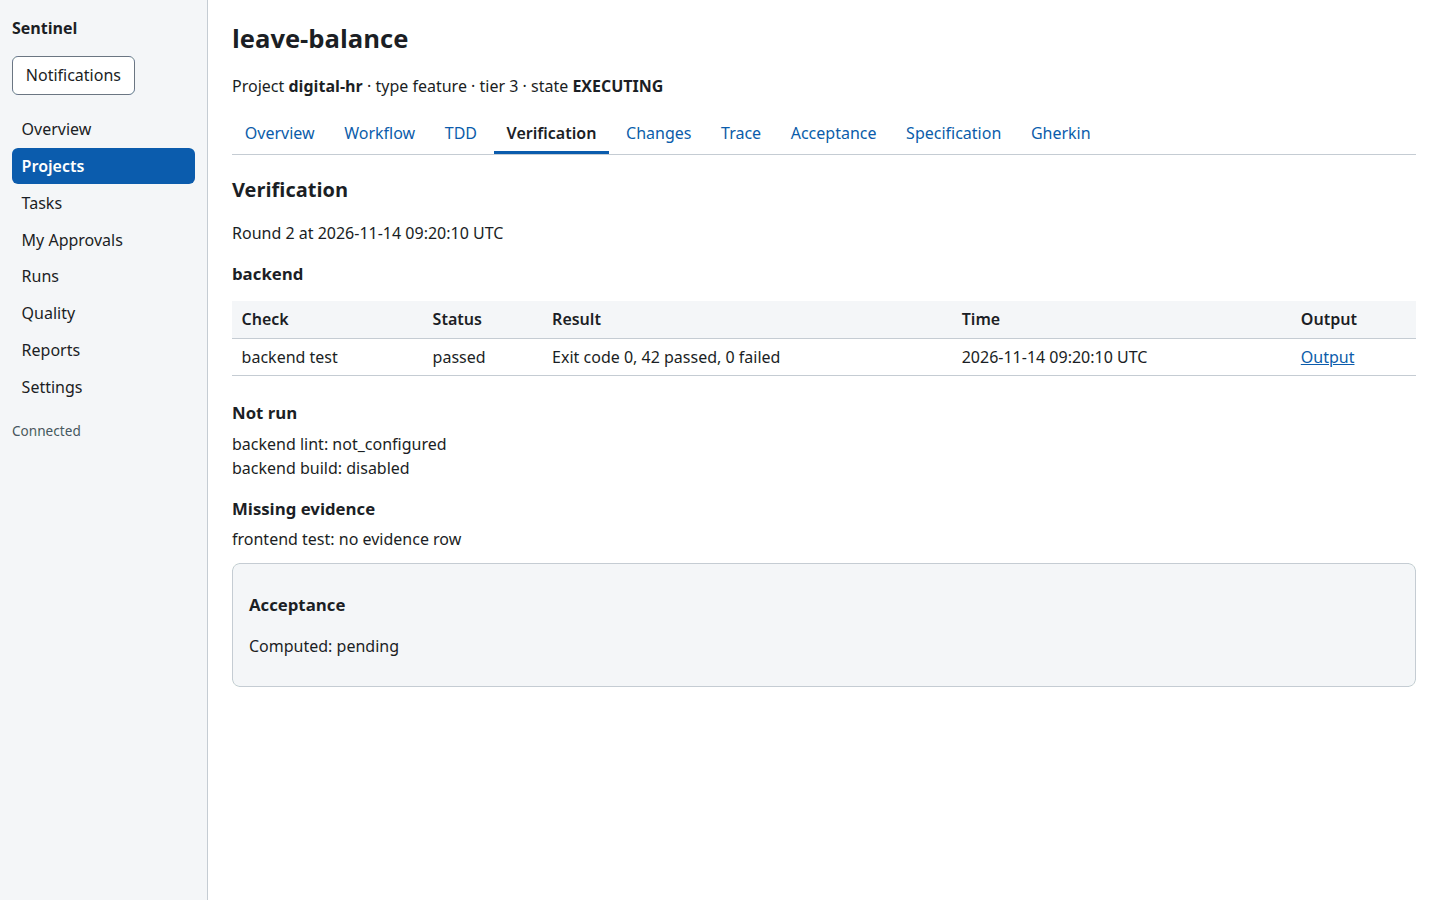 Sentinel
Notifications
Overview
Projects
Tasks
My Approvals
Runs
Quality
Reports
Settings
Connected
leave-balance
Project digital-hr · type feature · tier 3 · state EXECUTING
Overview Workflow TDD Verification Changes Trace Acceptance Specification Gherkin
Verification
Round 2 at 2026-11-14 09:20:10 UTC
backend
Check Status Result Time Output
backend test passed Exit code 0, 42 passed, 0 failed 2026-11-14 09:20:10 UTC Output
Not run
backend lint: not_configured
backend build: disabled
Missing evidence
frontend test: no evidence row
Acceptance
Computed: pending